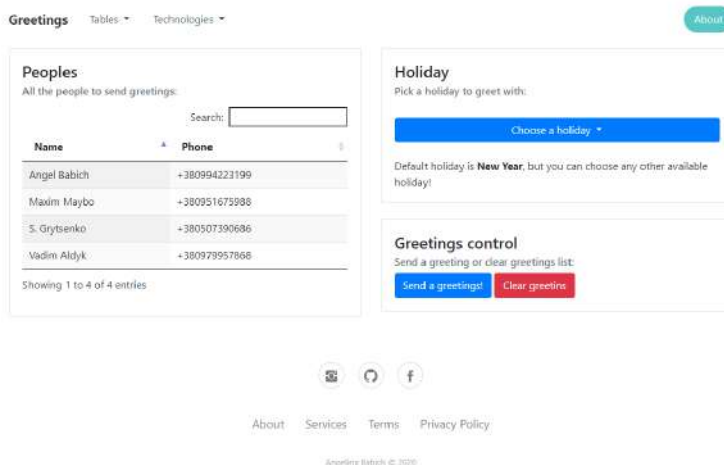 Greetings Tables Technologies About
Peoples
All the people to send greetings:
Search:
Name Phone
Angel Babich +380994223199
Maxim Maybo +380951675988
S. Grytsenko +380507390686
Vadim Aldyk +380979957868
Showing 1 to 4 of 4 entries
Holiday
Pick a holiday to greet with:
Choose a holiday
Default holiday is New Year, but you can choose any other available
holiday!
Greetings control
Send a greeting or clear greetings list:
Send a greetings! Clear greetins
About Services Terms Privacy Policy
Babich © 2020